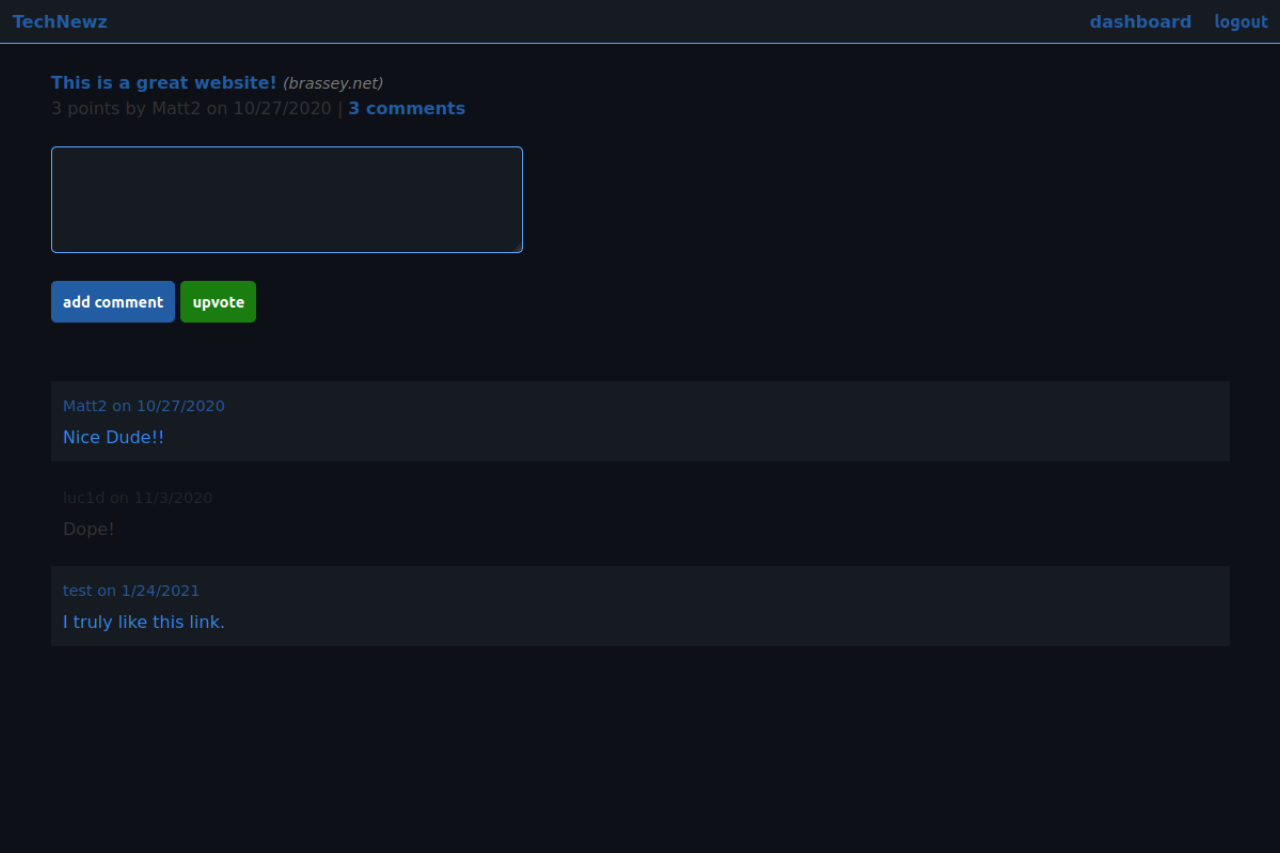 TechNewz dashboard logout
This is a great website! (brassey.net)
3 points by Matt2 on 10/27/2020 | 3 comments
add comment upvote
Matt2 on 10/27/2020
Nice Dude!!
luc1d on 11/3/2020
Dope!
test on 1/24/2021
I truly like this link.